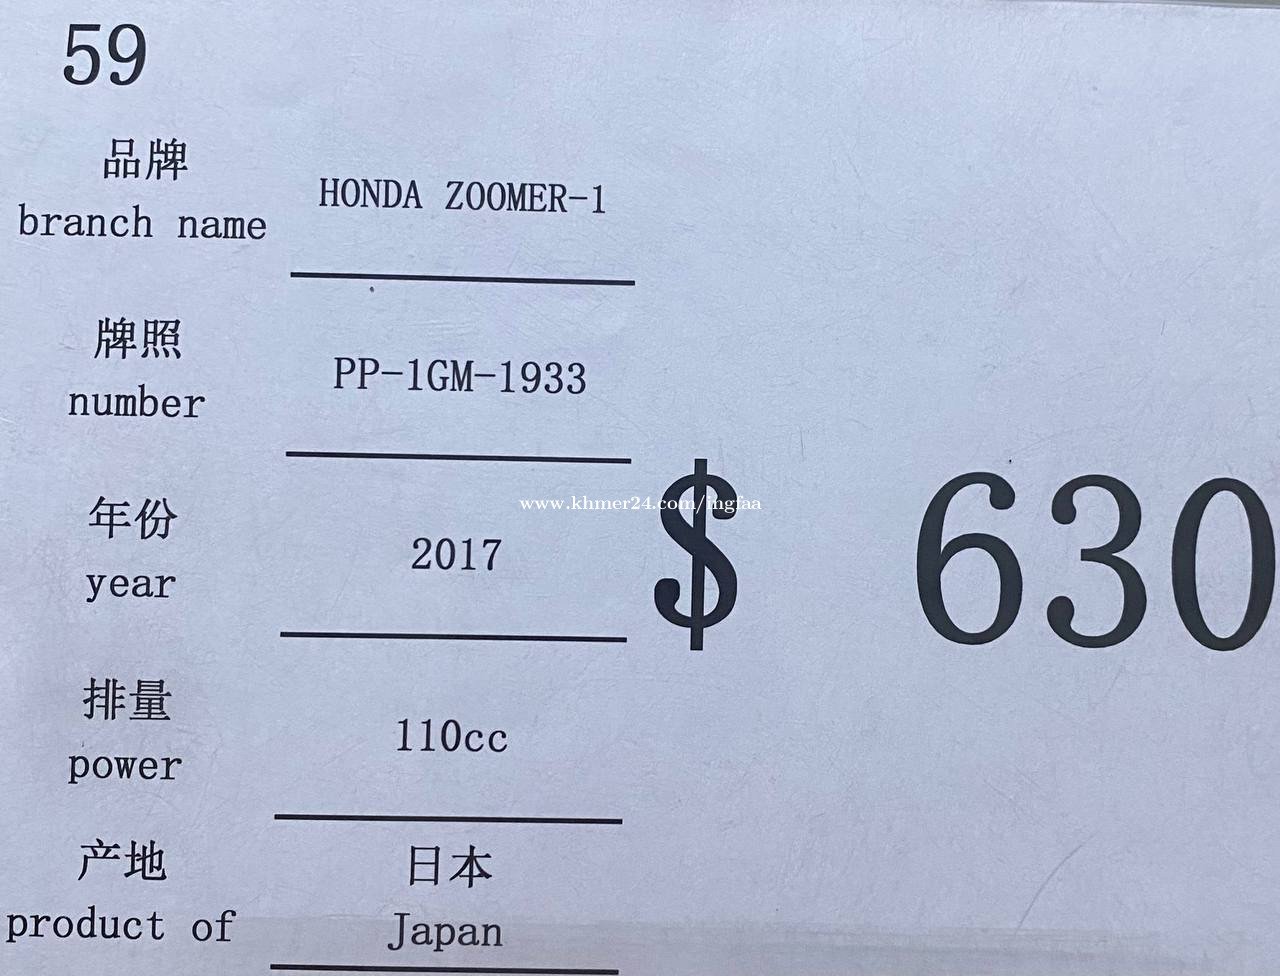 59
品牌
branch name
HONDA ZOOMER-1
牌照
number
PP-1GM-1933
年份
year
2017
$ 630
www.khmer24.com/ingfaa
排量
power
110cc
产地
product of
日本
Japan